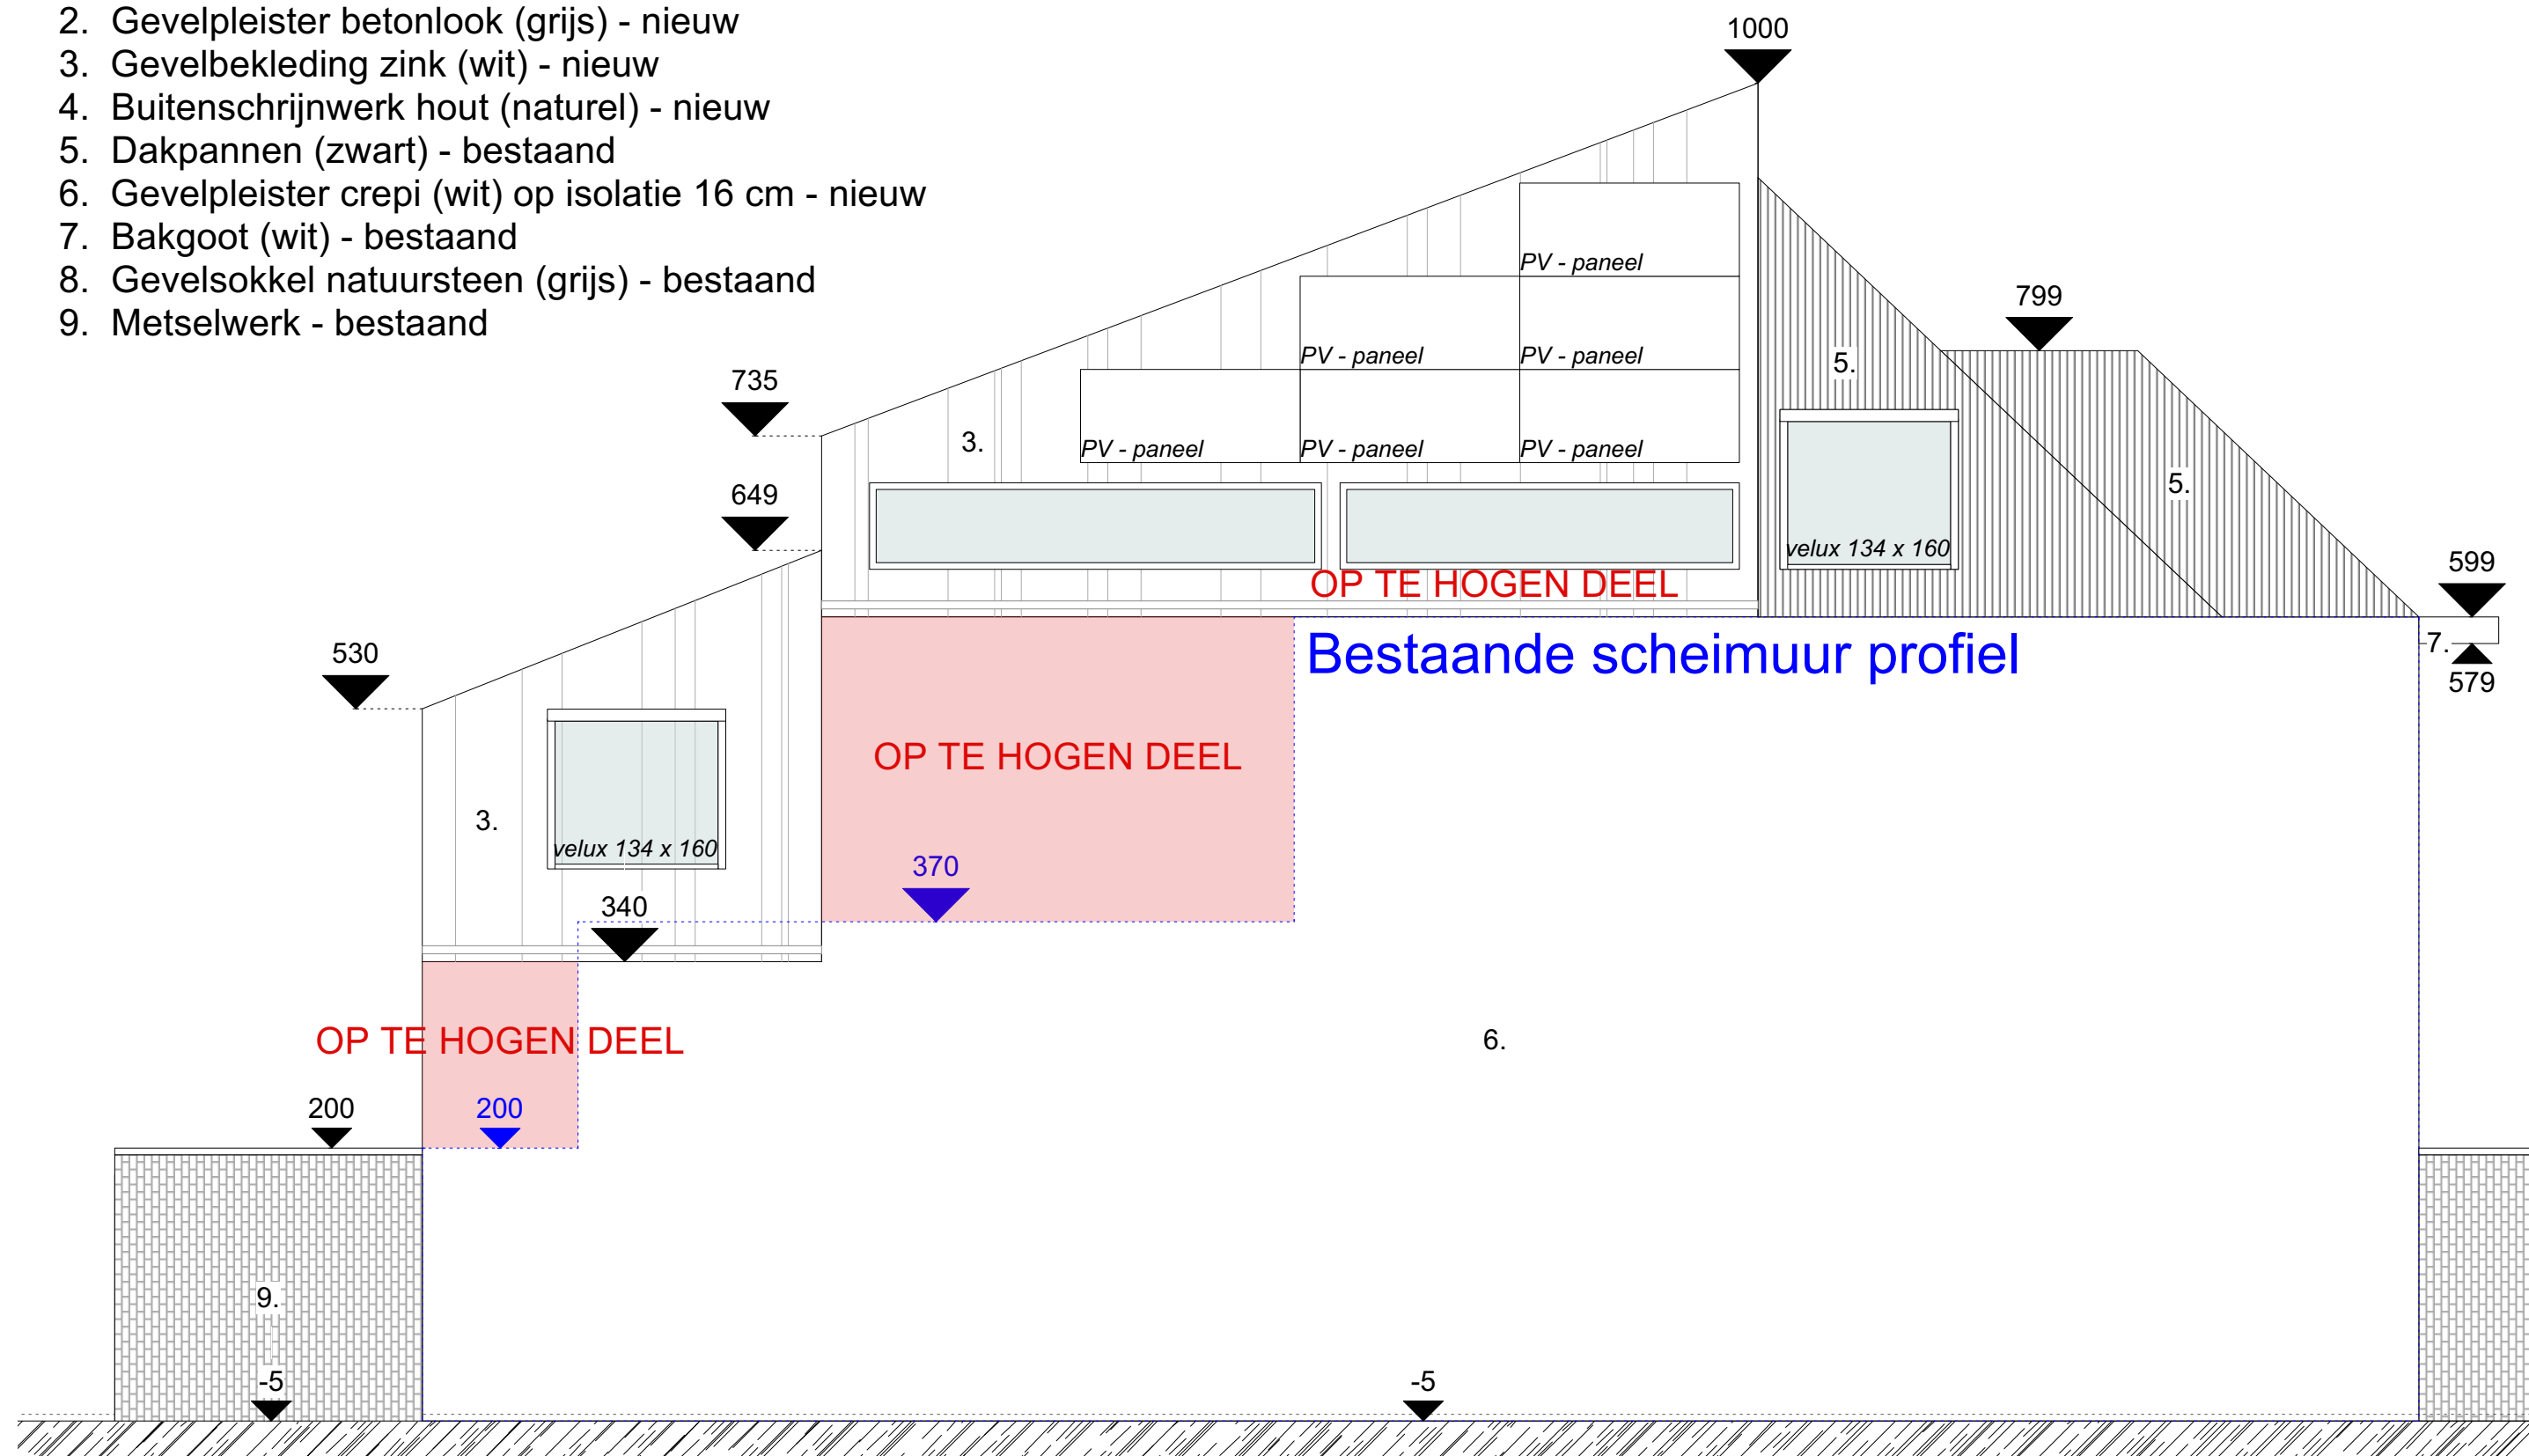 2. Gevelpleister betonlook (grijs) - nieuw
3. Gevelbekleding zink (wit) - nieuw
4. Buitenschrijnwerk hout (naturel) - nieuw
5. Dakpannen (zwart) - bestaand
6. Gevelpleister crepi (wit) op isolatie 16 cm - nieuw
7. Bakgoot (wit) - bestaand
8. Gevelsokkel natuursteen (grijs) - bestaand
9. Metselwerk - bestaand
1000
PV - paneel
799
PV - paneel
PV - paneel
5.
735
3.
PV - paneel
PV - paneel
PV - paneel
5.
649
velux 134 x 160
599
OP TE HOGEN DEEL
Bestaande scheimuur profiel
7.
530
579
OP TE HOGEN DEEL
3.
velux 134 x 160
370
340
OP TE HOGEN DEEL
6.
200
200
9.
-5
-5